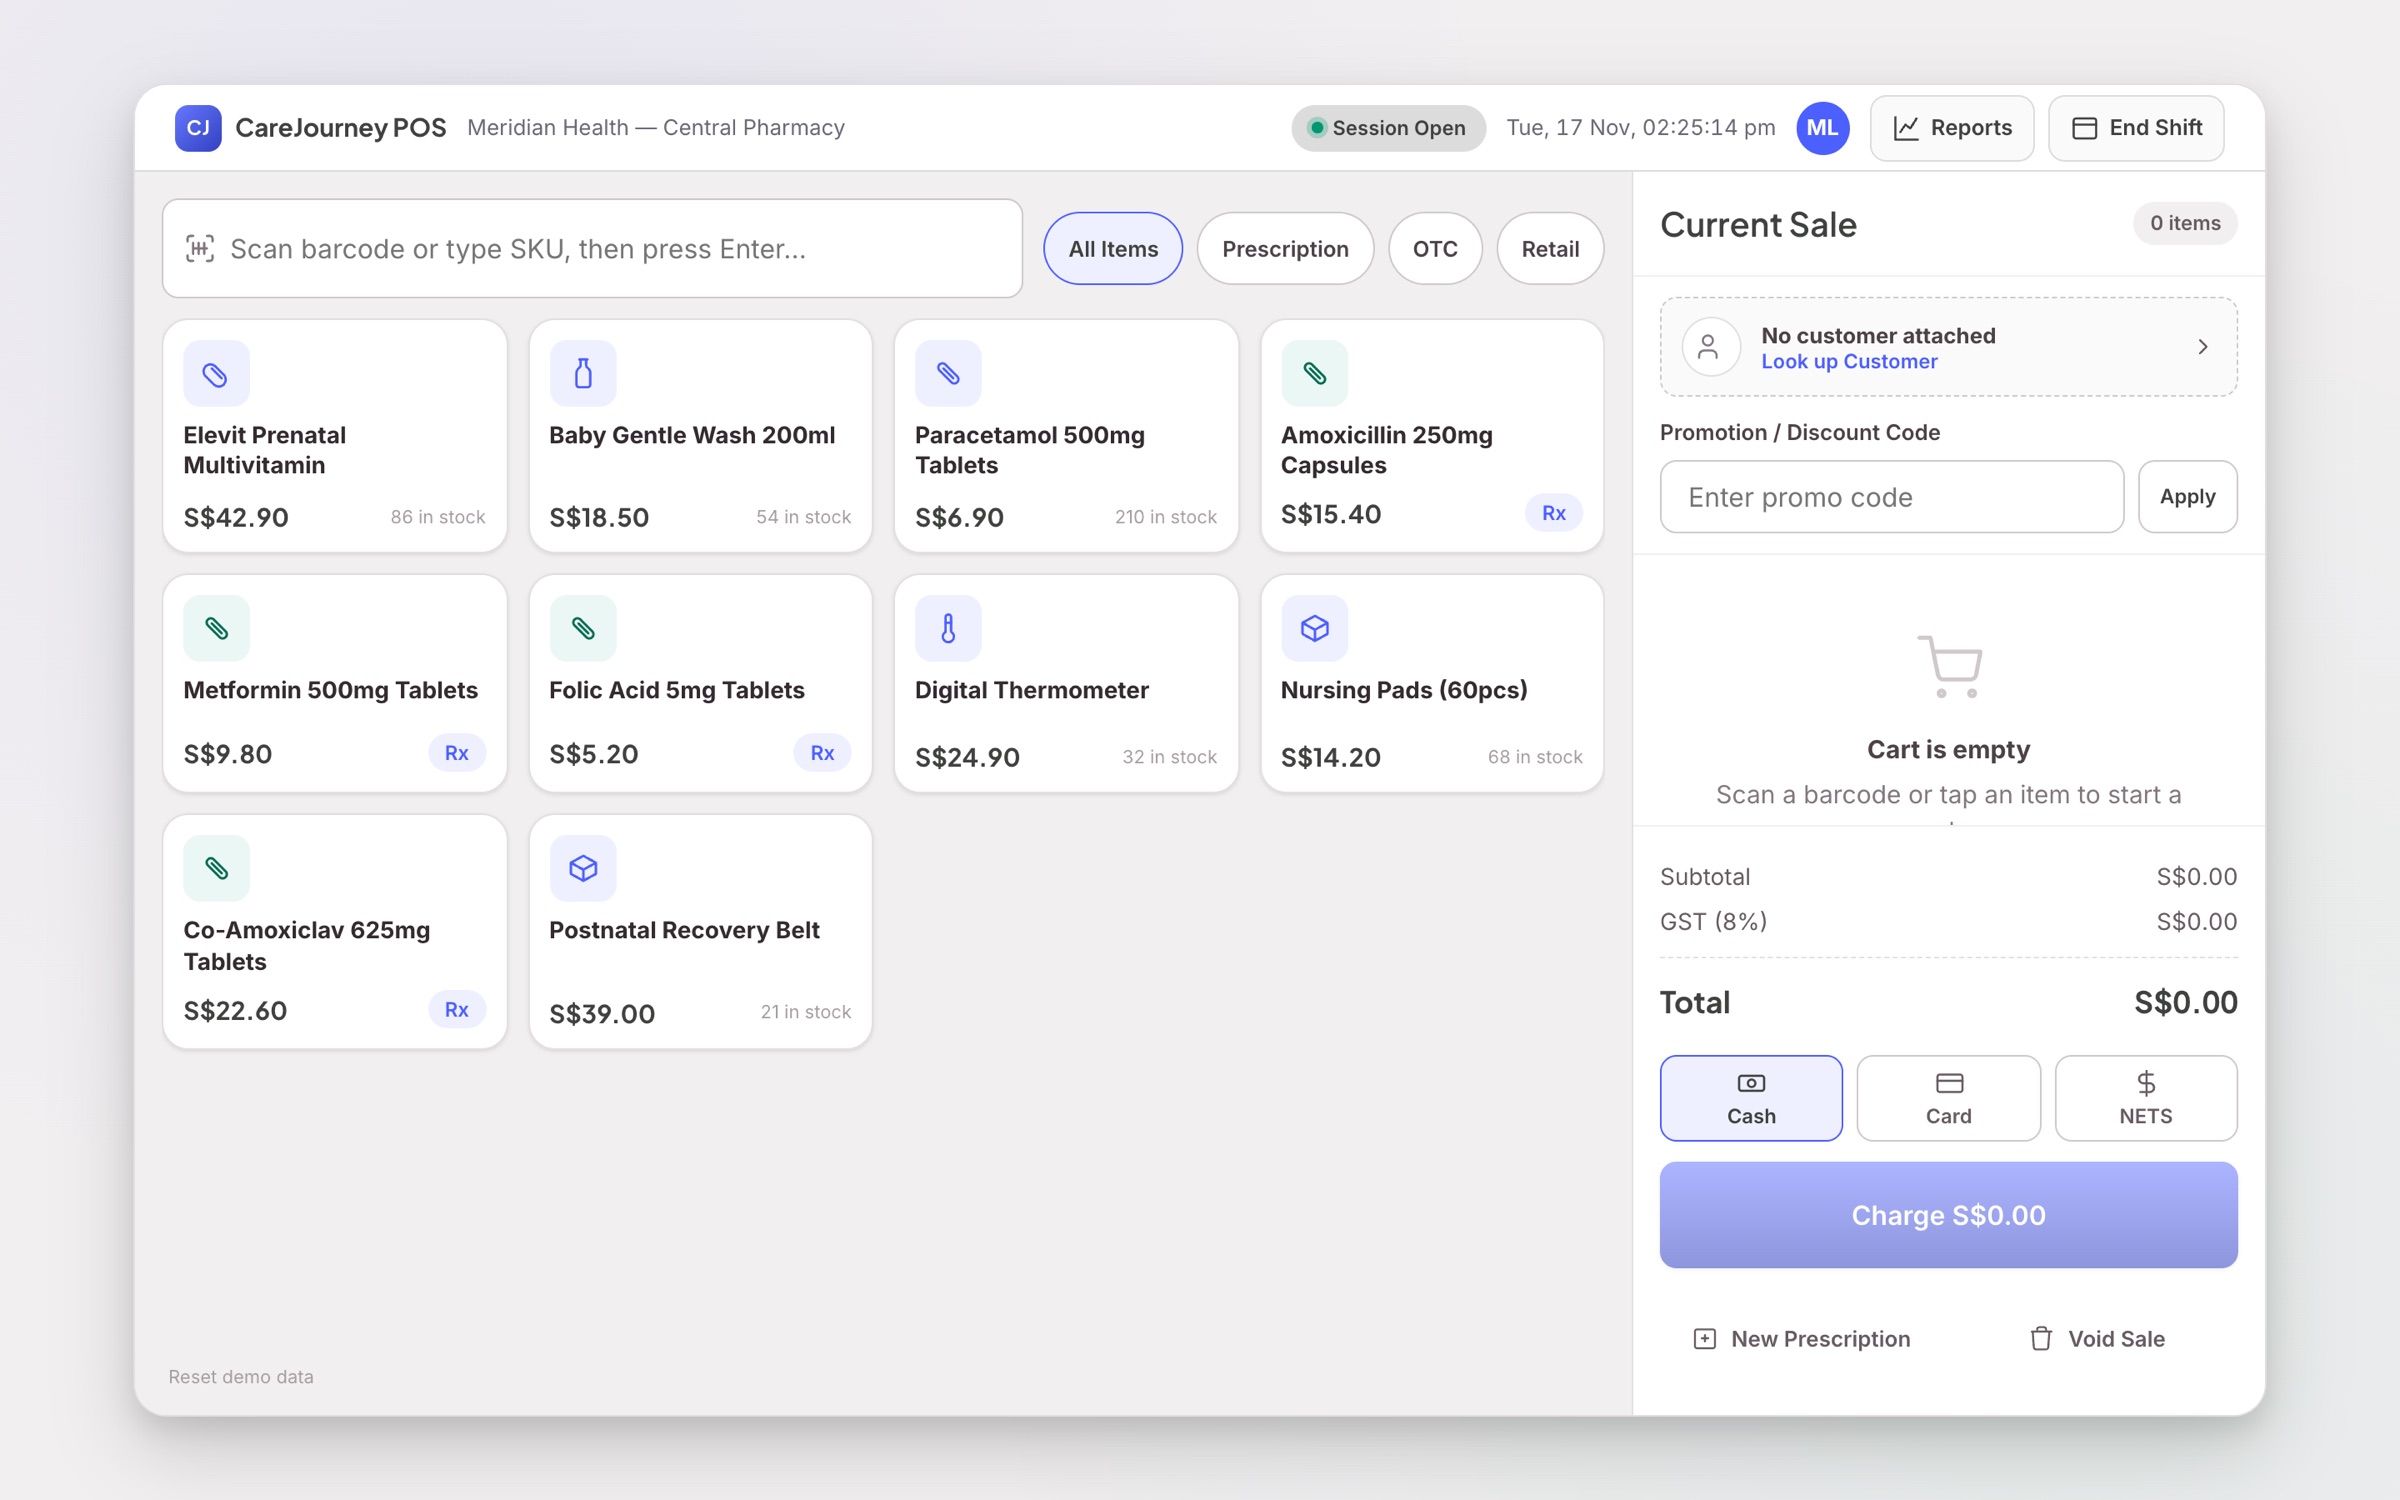 CJ CareJourney POS Meridian Health — Central Pharmacy
Session Open Tue, 17 Nov, 02:25:14 pm ML Reports End Shift
Scan barcode or type SKU, then press Enter...
All Items Prescription OTC Retail
Elevit Prenatal
Multivitamin
S$42.90 86 in stock
Baby Gentle Wash 200ml
S$18.50 54 in stock
Paracetamol 500mg
Tablets
S$6.90 210 in stock
Amoxicillin 250mg
Capsules
S$15.40 Rx
Metformin 500mg Tablets
S$9.80 Rx
Folic Acid 5mg Tablets
S$5.20 Rx
Digital Thermometer
S$24.90 32 in stock
Nursing Pads (60pcs)
S$14.20 68 in stock
Co-Amoxiclav 625mg
Tablets
S$22.60 Rx
Postnatal Recovery Belt
S$39.00 21 in stock
Reset demo data
Current Sale 0 items
No customer attached
Look up Customer
Promotion / Discount Code
Enter promo code Apply
Cart is empty
Scan a barcode or tap an item to start a
Subtotal S$0.00
GST (8%) S$0.00
Total S$0.00
Cash Card NETS
Charge S$0.00
New Prescription Void Sale